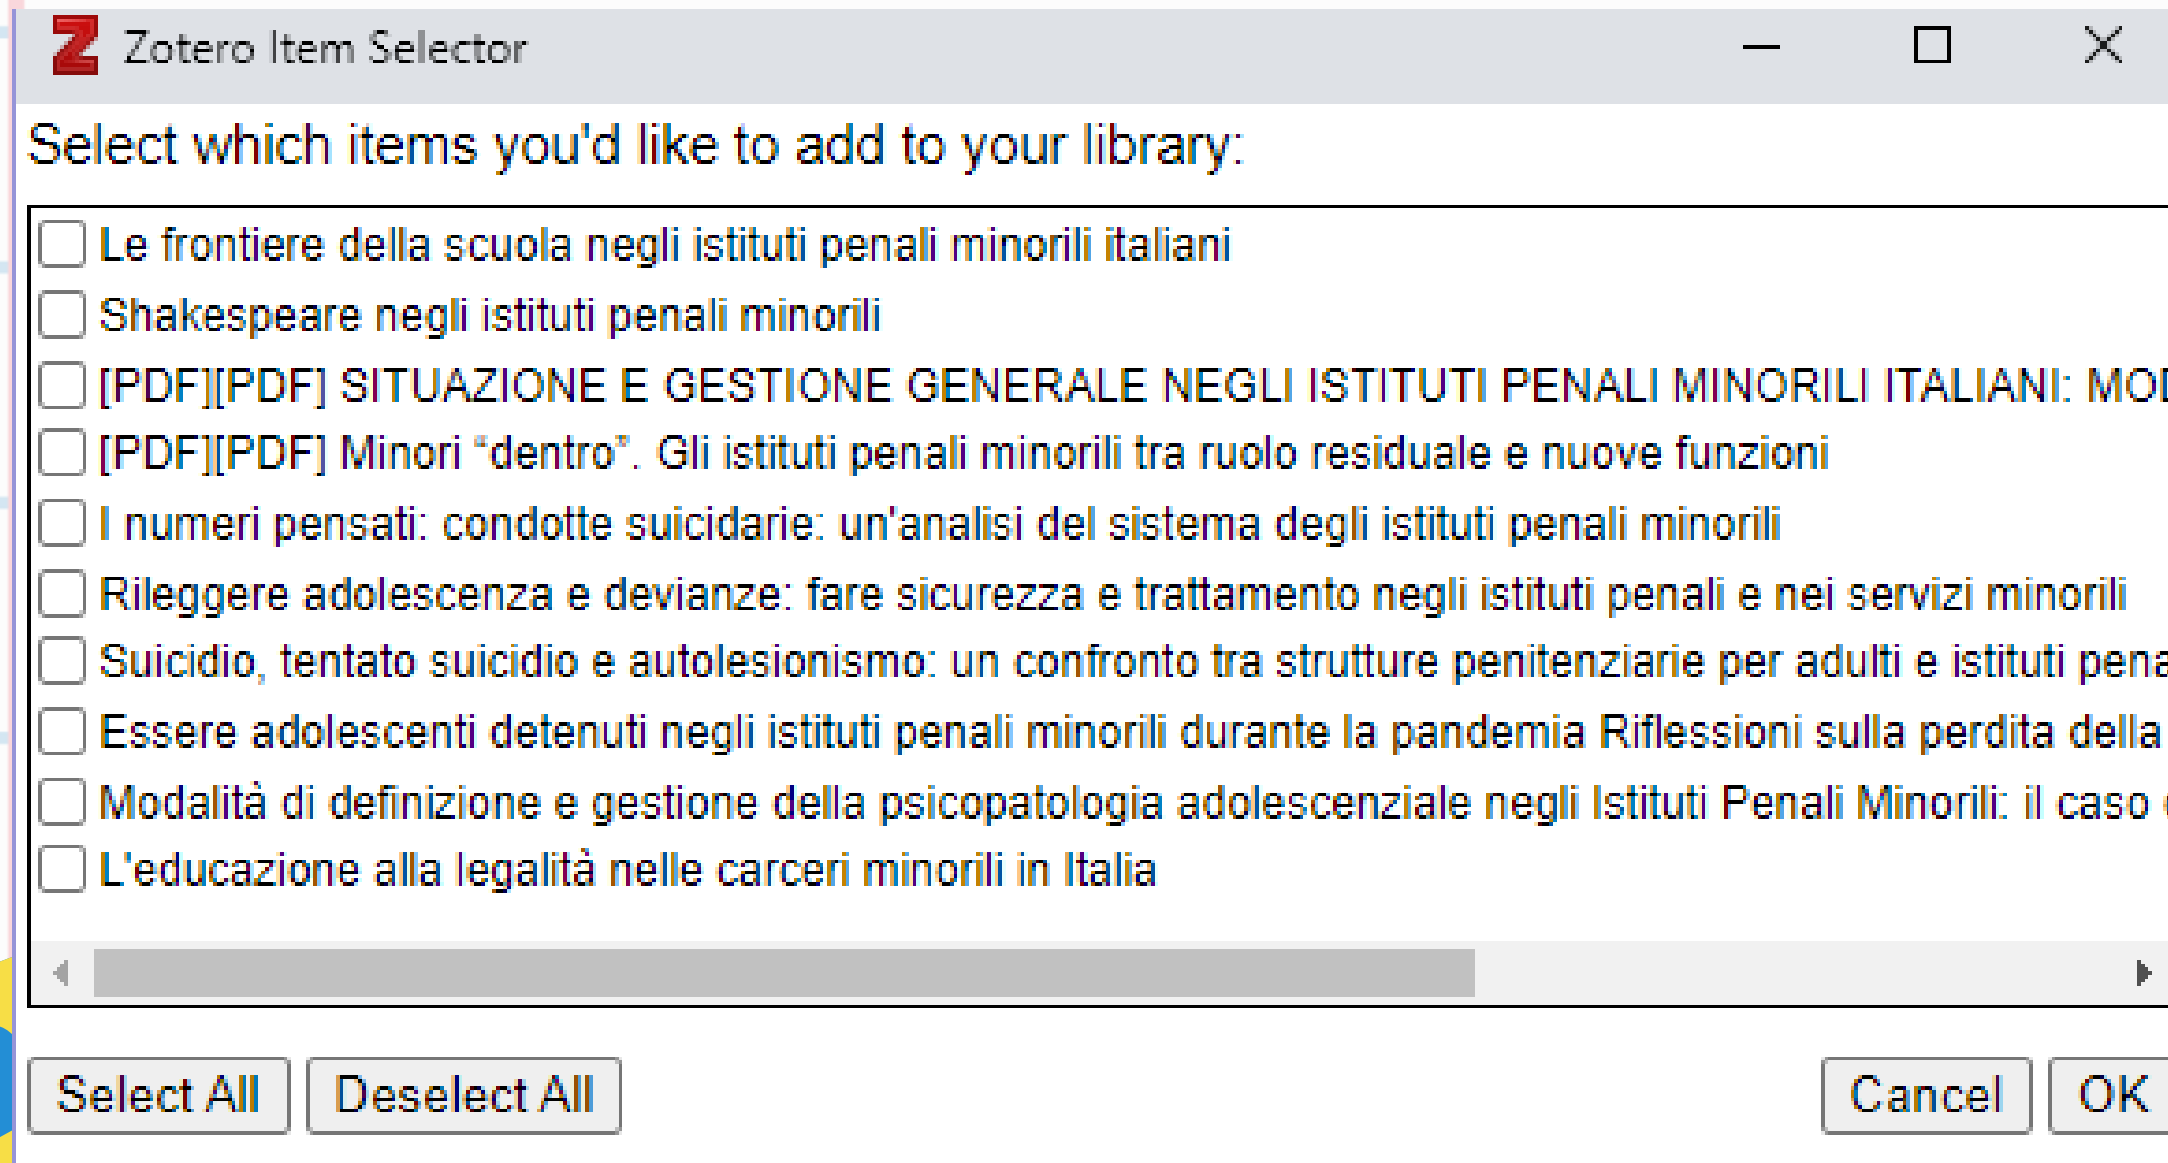 Zotero Item Selector
Select which items you'd like to add to your library:
Le frontiere della scuola negli istituti penali minorili italiani
Shakespeare negli istituti penali minorili
[PDF][PDF] SITUAZIONE E GESTIONE GENERALE NEGLI ISTITUTI PENALI MINORILI ITALIANI:
[PDF][PDF] Minori “dentro”. Gli istituti penali minorili tra ruolo residuale e nuove funzioni
I numeri pensati: condotte suicidarie: un'analisi del sistema degli istituti penali minorili
Rileggere adolescenza e devianze: fare sicurezza e trattamento negli istituti penali e nei servizi minorili
Suicidio, tentato suicidio e autolesionismo: un confronto tra strutture penitenziarie per adulti e istituti
Essere adolescenti detenuti negli istituti penali minorili durante la pandemia Riflessioni sulla perdita della
Modalità di definizione e gestione della psicopatologia adolescenziale negli Istituti Penali Minorili: il caso
L'educazione alla legalità nelle carceri minorili in Italia
Select All Deselect All Cancel OK